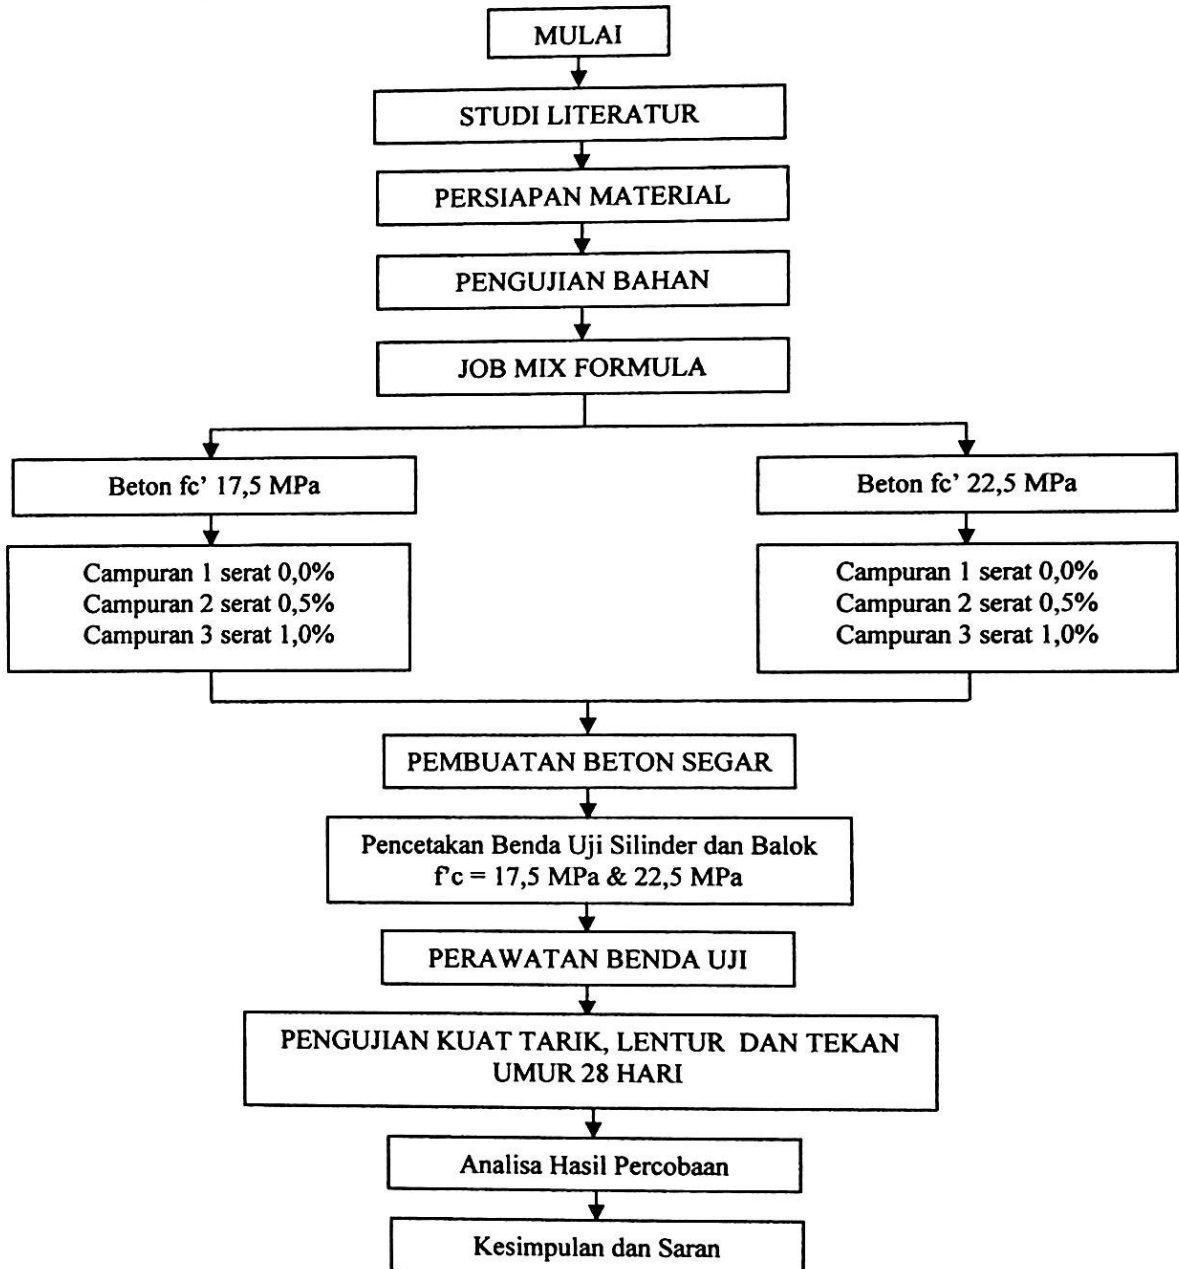 MULAI
STUDI LITERATUR
PERSIAPAN MATERIAL
PENGUJIAN BAHAN
JOB MIX FORMULA
Beton fc’ 17,5 MPa
Beton fc’ 22,5 MPa
Campuran 1 serat 0,0%
Campuran 2 serat 0,5%
Campuran 3 serat 1,0%
Campuran 1 serat 0,0%
Campuran 2 serat 0,5%
Campuran 3 serat 1,0%
PEMBUATAN BETON SEGAR
Pencetakan Benda Uji Silinder dan Balok
f’c = 17,5 MPa & 22,5 MPa
PERAWATAN BENDA UJI
PENGUJIAN KUAT TARIK, LENTUR DAN TEKAN
UMUR 28 HARI
Analisa Hasil Percobaan
Kesimpulan dan Saran